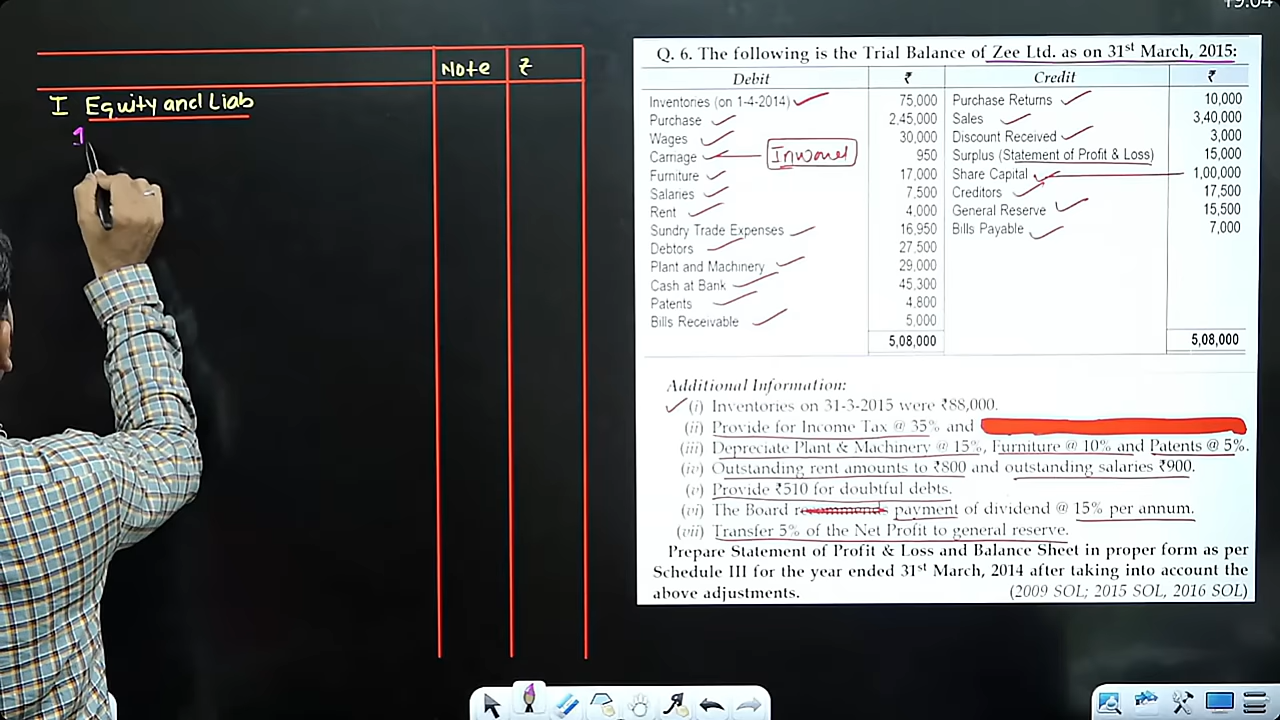 19:04
Note ₹
I Equity and Liab
1
Q. 6. The following is the Trial Balance of Zee Ltd. as on 31st March, 2015:
Debit ₹ Credit ₹
Inventories (on 1-4-2014) 75,000 Purchase Returns 10,000
Purchase 2,45,000 Sales 3,40,000
Wages 30,000 Discount Received 3,000
Carriage Inward 950 Surplus (Statement of Profit & Loss) 15,000
Furniture 17,000 Share Capital 1,00,000
Salaries 7,500 Creditors 17,500
Rent 4,000 General Reserve 15,500
Sundry Trade Expenses 16,950 Bills Payable 7,000
Debtors 27,500
Plant and Machinery 29,000
Cash at Bank 45,300
Patents 4,800
Bills Receivable 5,000
5,08,000 5,08,000
Additional Information:
(i) Inventories on 31-3-2015 were ₹88,000.
(ii) Provide for Income Tax @ 35% and
(iii) Depreciate Plant & Machinery @ 15%, Furniture @ 10% and Patents @ 5%.
(iv) Outstanding rent amounts to ₹800 and outstanding salaries ₹900.
(v) Provide ₹510 for doubtful debts.
(vi) The Board recommends payment of dividend @ 15% per annum.
(vii) Transfer 5% of the Net Profit to general reserve.
Prepare Statement of Profit & Loss and Balance Sheet in proper form as per
Schedule III for the year ended 31st March, 2014 after taking into account the
above adjustments. (2009 SOL; 2015 SOL, 2016 SOL)